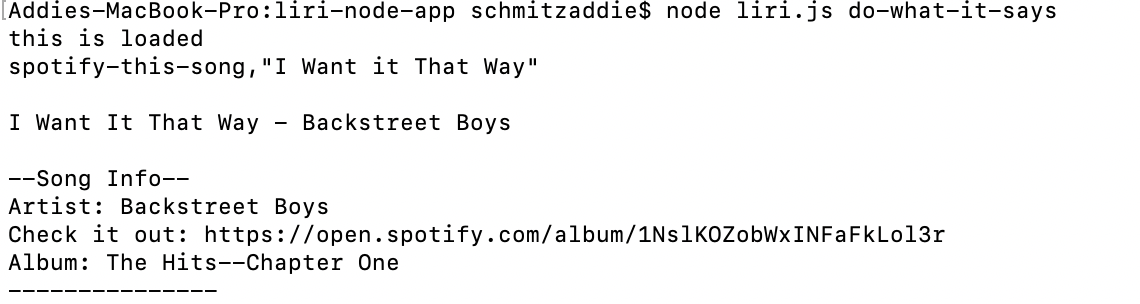 [Addies-MacBook-Pro:liri-node-app schmitzaddie$ node liri.js do-what-it-says
this is loaded
spotify-this-song,"I Want it That Way"
I Want It That Way - Backstreet Boys
--Song Info--
Artist: Backstreet Boys
Check it out: https://open.spotify.com/album/1NslKOZobWxINFaFkLol3r
Album: The Hits--Chapter One
---------------